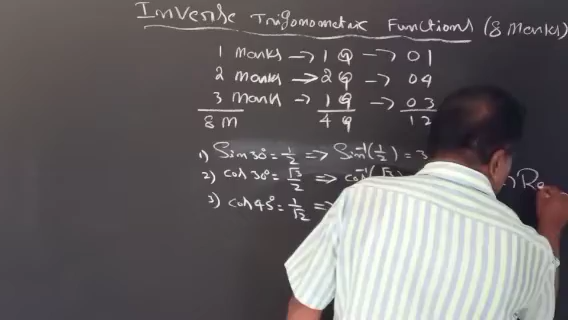 Inverse Trigonometric Functions (8 Marks)
1 Marks → 1 Q → 01
2 Marks → 2 Q → 04
3 Mark → 1 Q → 03
8 M 4 Q 12
1) Sin 30° = 1/2 ⇒ Sin⁻¹(1/2) = 3
2) Cos 30° = √3/2 ⇒ Cos⁻¹(√3 Ra
3) Cos 45° = 1/√2 ⇒